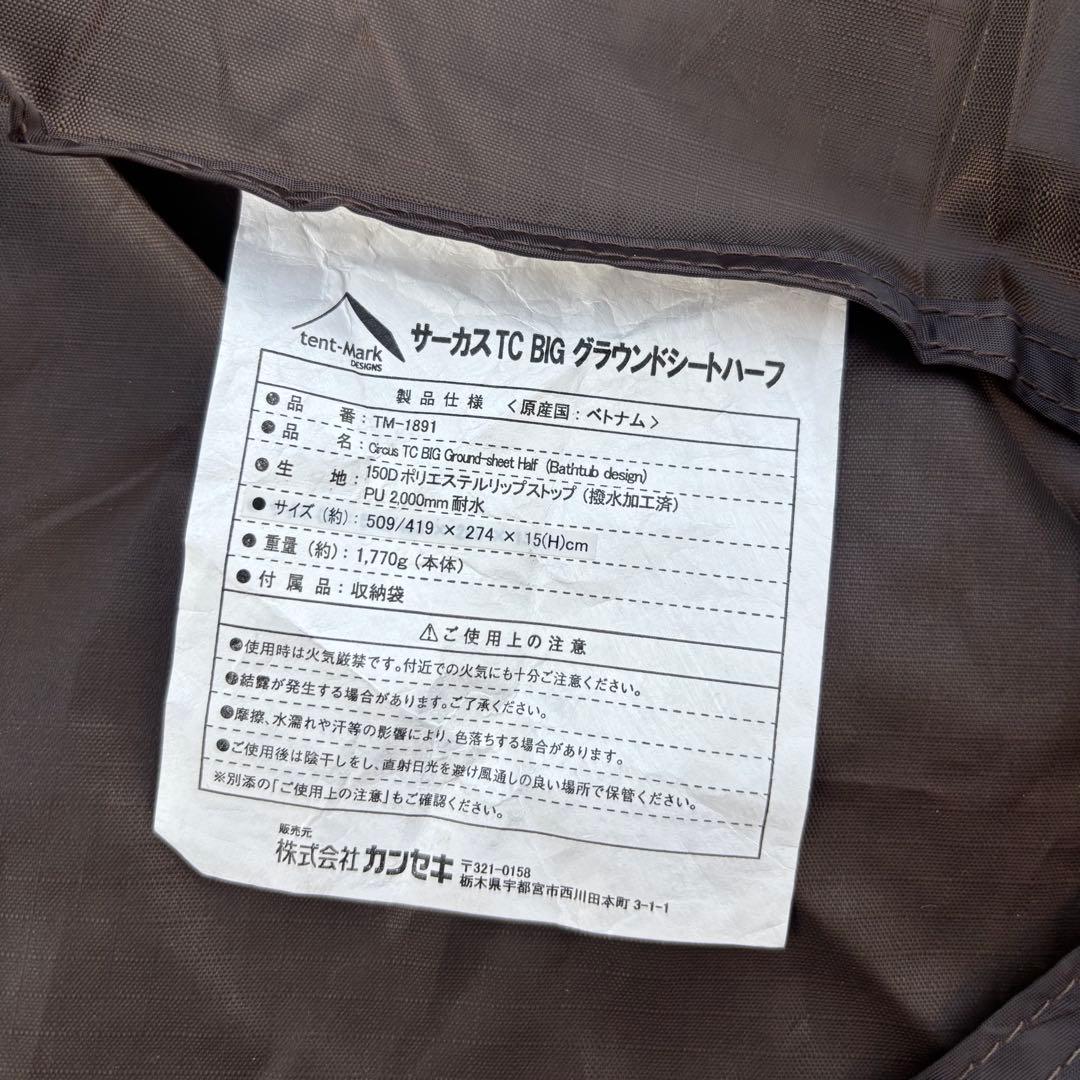 tent-Mark
DESIGNS
サーカスTC BIG グラウンドシートハーフ
製品仕様 〈原産国：ベトナム〉
●品 番：TM-1891
●品 名：Circus TC BIG Ground-sheet Half (Bathtub design)
●生 地：150Dポリエステルリップストップ（撥水加工済）
PU 2,000mm耐水
●サイズ（約）：509/419 × 274 × 15(H)cm
●重量（約）：1,770g（本体）
●付属品：収納袋
⚠ご使用上の注意
●使用時は火気厳禁です。付近での火気にも十分ご注意ください。
●結露が発生する場合があります。ご了承ください。
●摩擦、水濡れや汗等の影響により、色落ちする場合があります。
●ご使用後は陰干しをし、直射日光を避け風通しの良い場所で保管ください。
※別添の「ご使用上の注意」もご確認ください。
販売元
株式会社 カンセキ 〒321-0158
栃木県宇都宮市西川田本町 3-1-1